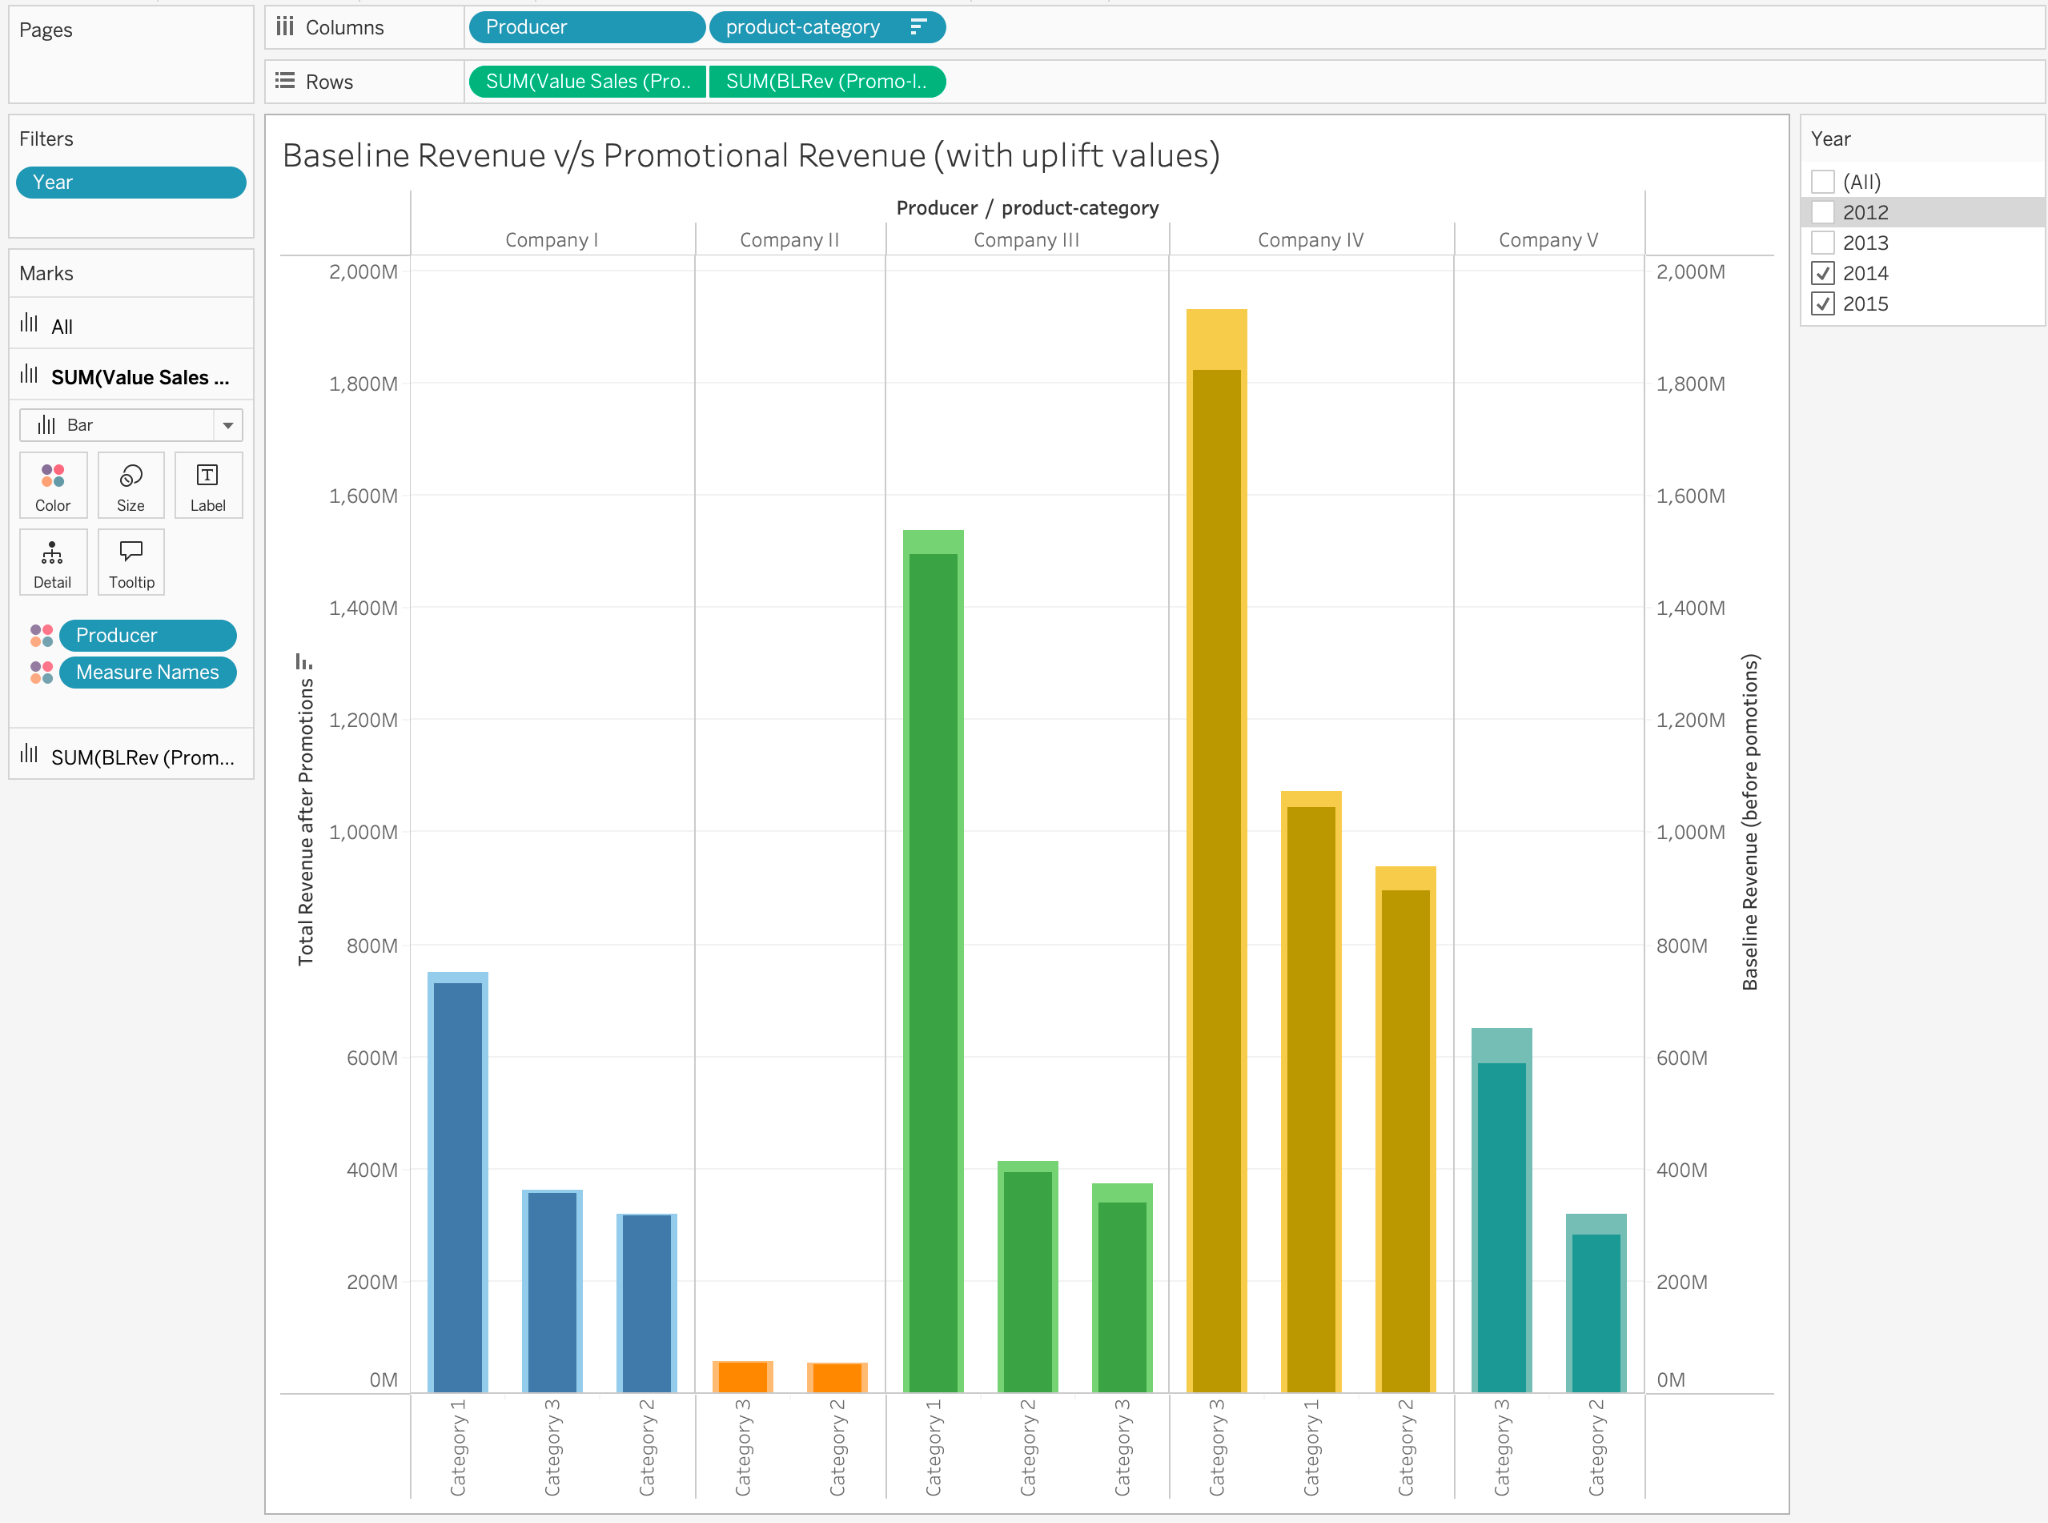 Pages
Columns
Producer
product-category
Rows
SUM(Value Sales (Pro..
SUM(BLRev (Promo-I..
Filters
Year
Marks
All
SUM(Value Sales ...
Bar
Color
Size
Label
Detail
Tooltip
Producer
Measure Names
SUM(BLRev (Prom...
Baseline Revenue v/s Promotional Revenue (with uplift values)
Producer / product-category
Company I
Company II
Company III
Company IV
Company V
Total Revenue after Promotions
2,000M
1,800M
1,600M
1,400M
1,200M
1,000M
800M
600M
400M
200M
0M
Category 1
Category 3
Category 2
Category 3
Category 2
Category 1
Category 2
Category 3
Category 3
Category 1
Category 2
Category 3
Category 2
2,000M
1,800M
1,600M
1,400M
1,200M
1,000M
800M
600M
400M
200M
0M
Baseline Revenue (before pomotions)
Year
(All)
2012
2013
2014
2015